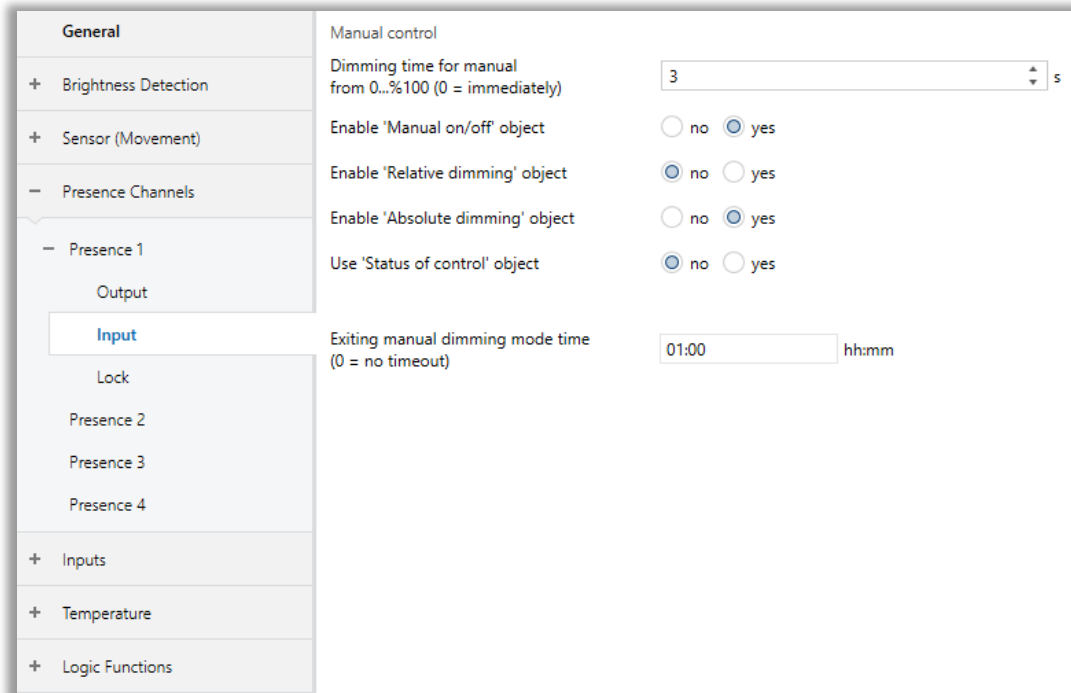 General
+ Brightness Detection
+ Sensor (Movement)
− Presence Channels
− Presence 1
Output
Input
Lock
Presence 2
Presence 3
Presence 4
+ Inputs
+ Temperature
+ Logic Functions
Manual control
Dimming time for manual
from 0...%100 (0 = immediately)
3 s
Enable 'Manual on/off' object
no yes
Enable 'Relative dimming' object
no yes
Enable 'Absolute dimming' object
no yes
Use 'Status of control' object
no yes
Exiting manual dimming mode time
(0 = no timeout)
01:00 hh:mm